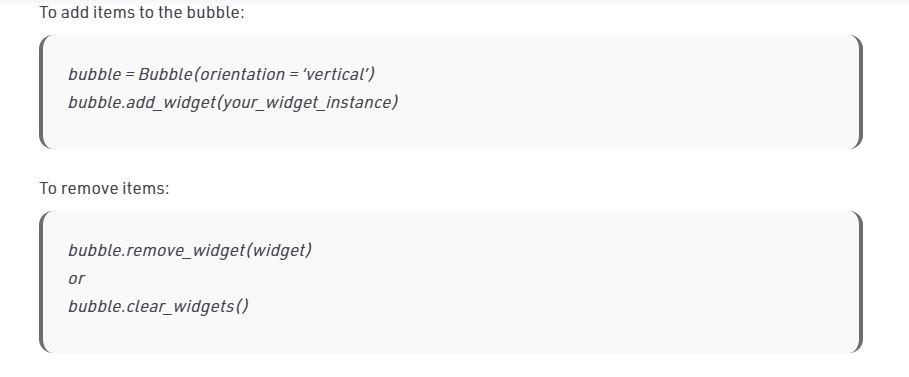 To add items to the bubble:
bubble = Bubble(orientation = ‘vertical’)
bubble.add_widget(your_widget_instance)
To remove items:
bubble.remove_widget(widget)
or
bubble.clear_widgets()